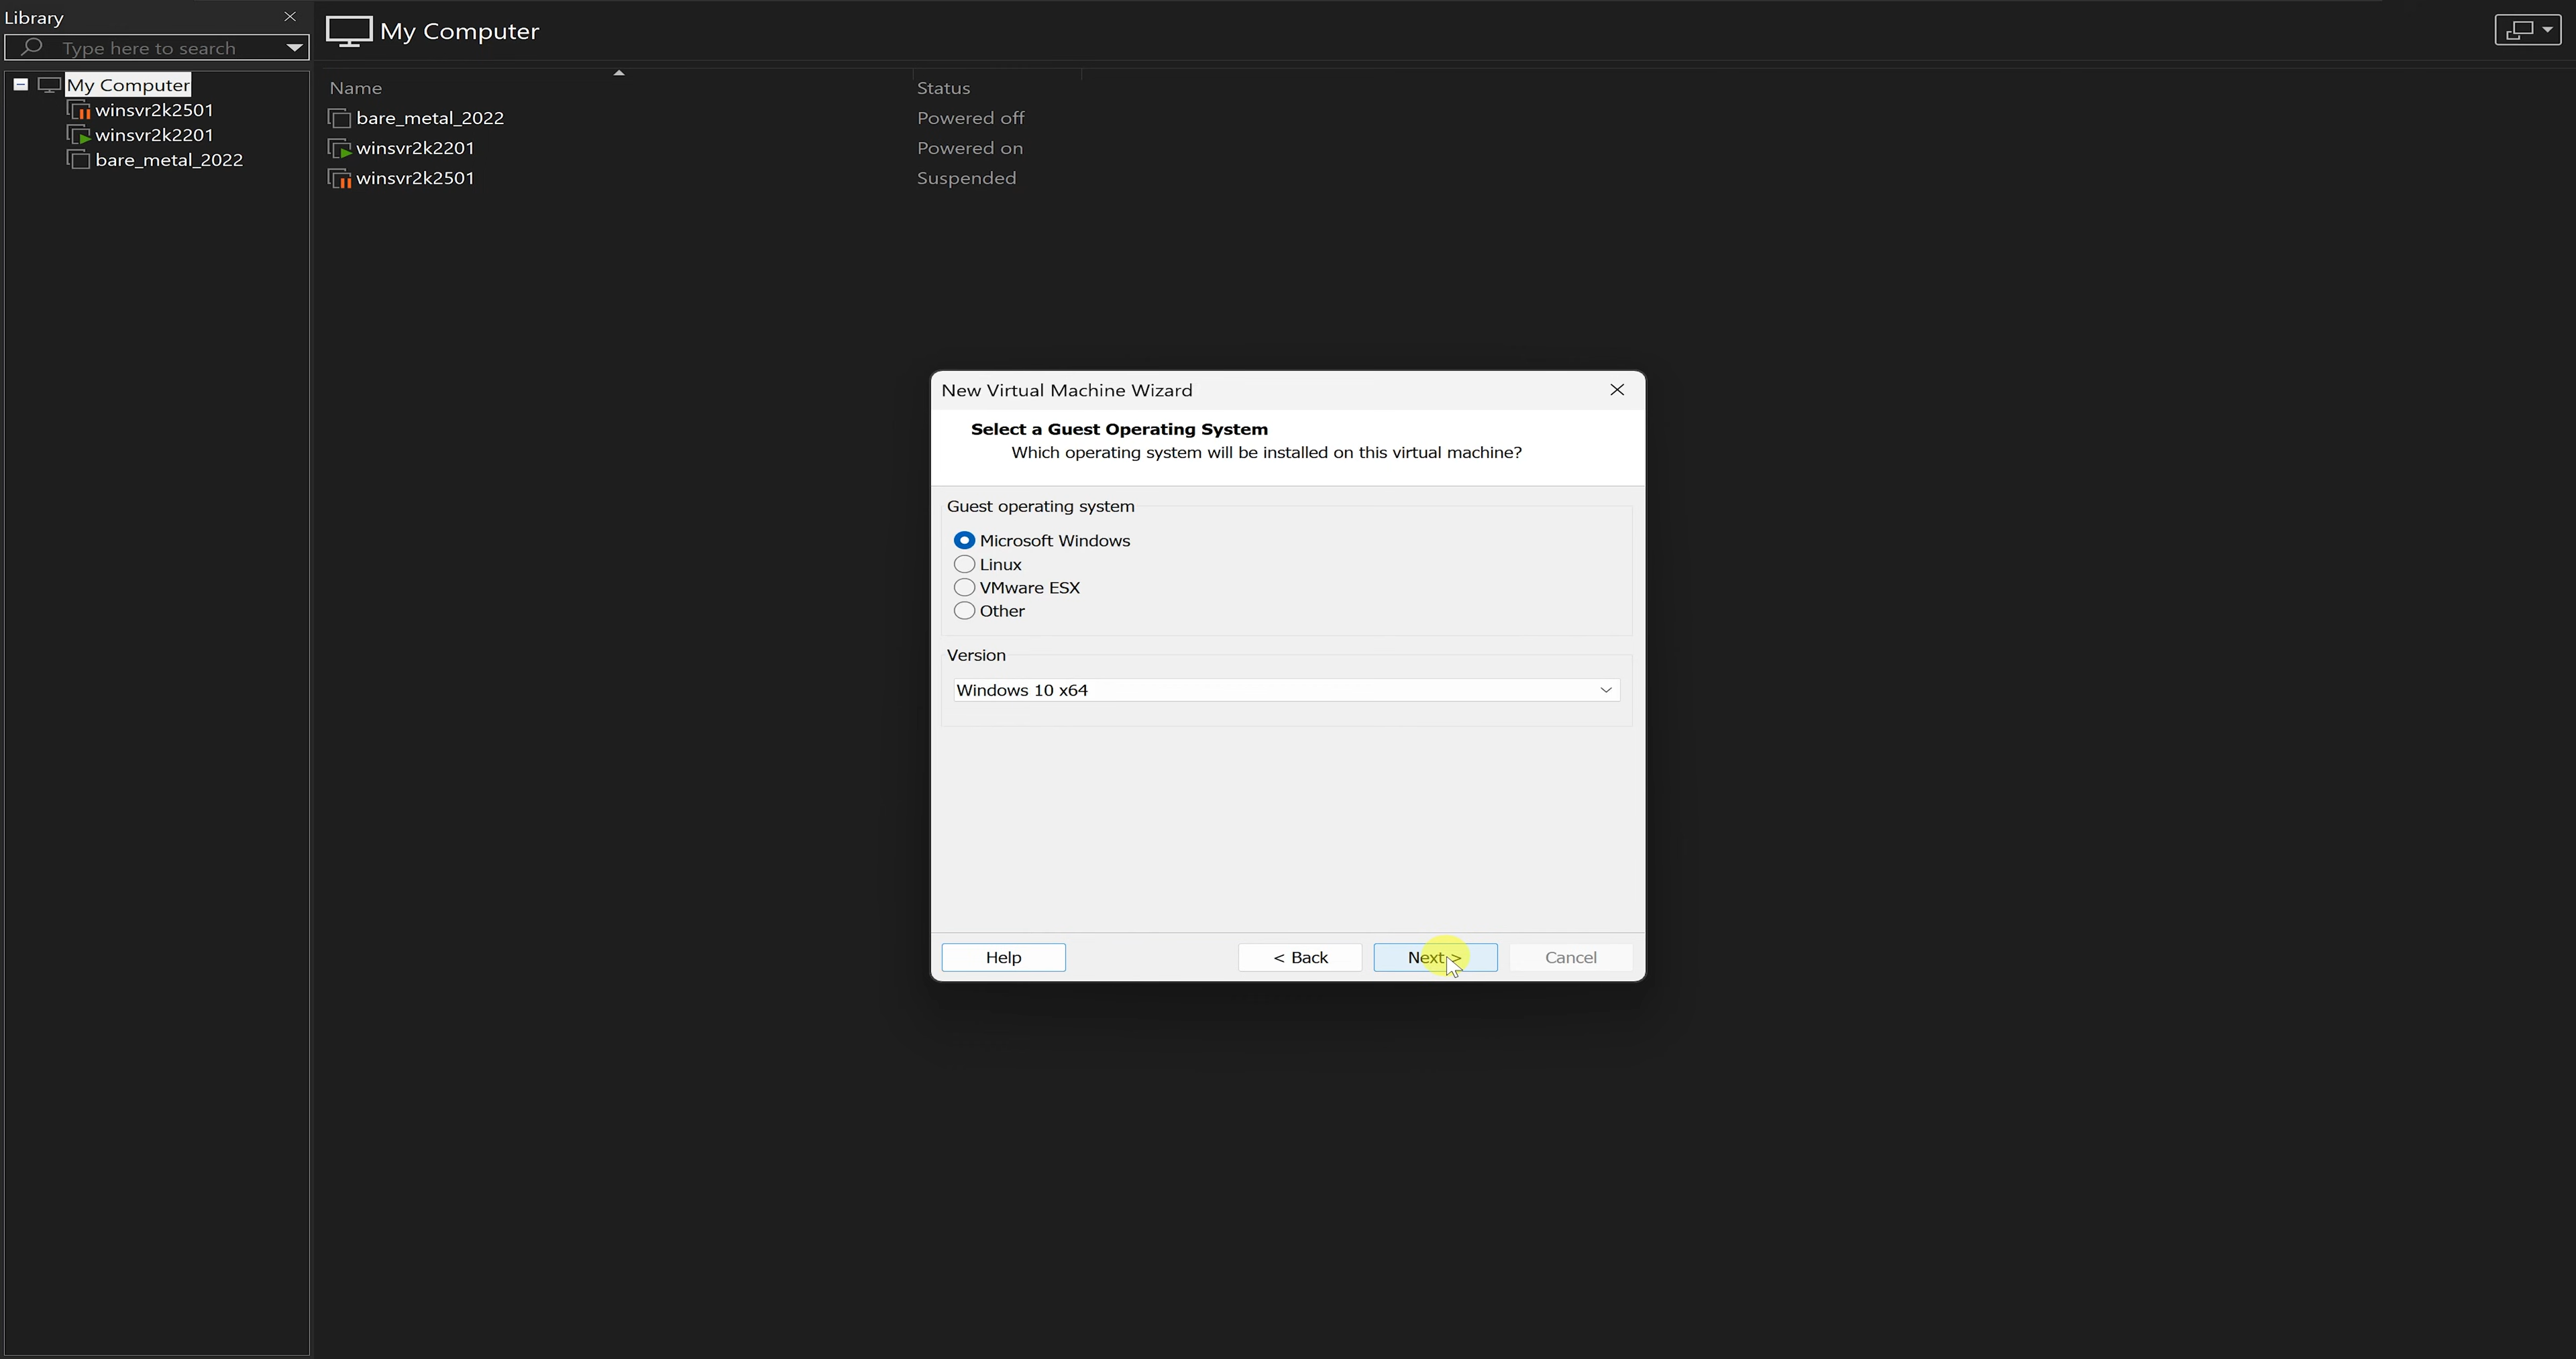 Library
Type here to search
My Computer
winsvr2k2501
winsvr2k2201
bare_metal_2022
My Computer
Name Status
bare_metal_2022 Powered off
winsvr2k2201 Powered on
winsvr2k2501 Suspended
New Virtual Machine Wizard
Select a Guest Operating System
Which operating system will be installed on this virtual machine?
Guest operating system
Microsoft Windows
Linux
VMware ESX
Other
Version
Windows 10 x64
Help < Back Next > Cancel